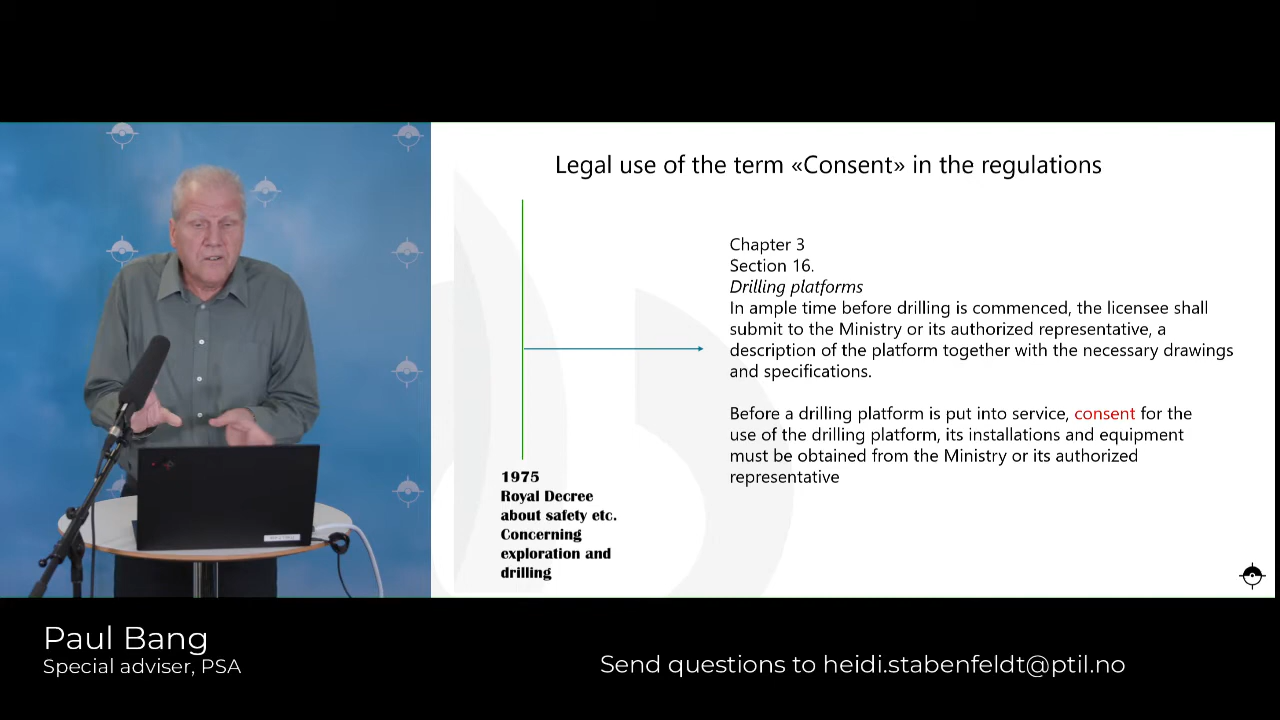 Legal use of the term «Consent» in the regulations
Chapter 3
Section 16.
Drilling platforms
In ample time before drilling is commenced, the licensee shall
submit to the Ministry or its authorized representative, a
description of the platform together with the necessary drawings
and specifications.
Before a drilling platform is put into service, consent for the
use of the drilling platform, its installations and equipment
must be obtained from the Ministry or its authorized
representative
1975
Royal Decree
about safety etc.
Concerning
exploration and
drilling
Paul Bang
Special adviser, PSA
Send questions to heidi.stabenfeldt@ptil.no